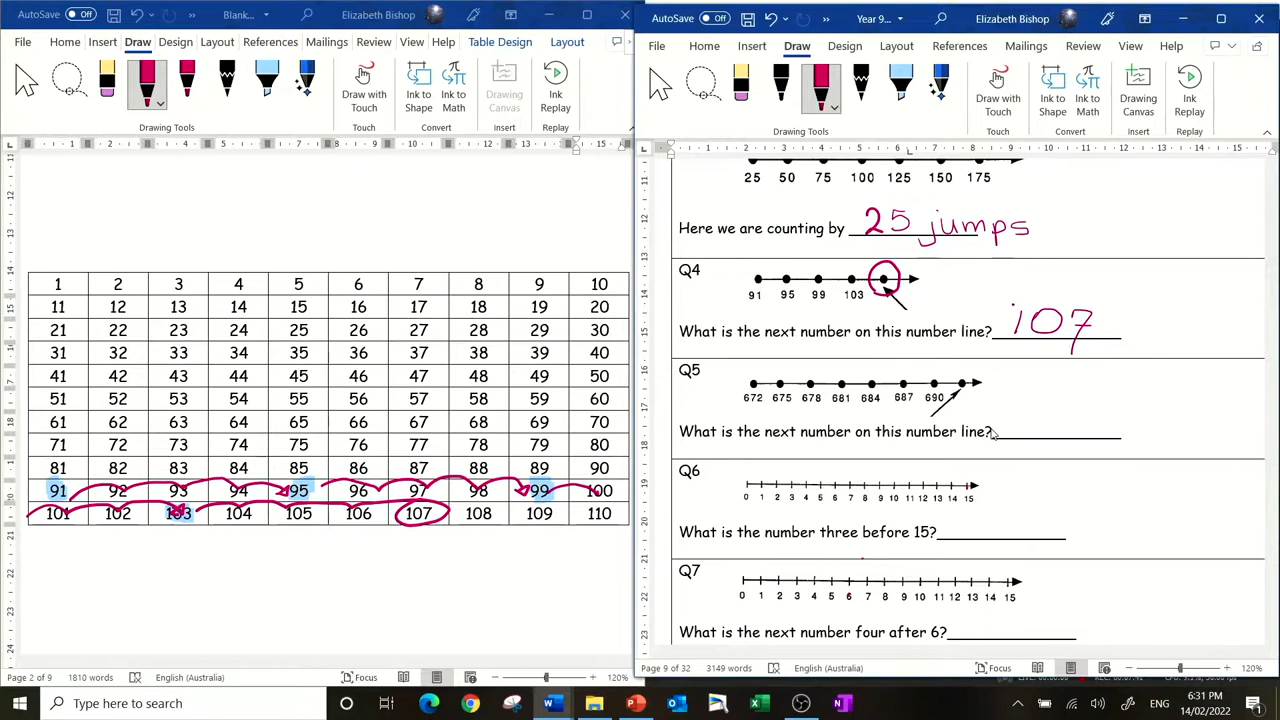 AutoSave Off Blank... Elizabeth Bishop
File Home Insert Draw Design Layout References Mailings Review View Help Table Design Layout
Draw with Touch
Ink to Shape
Ink to Math
Drawing Canvas
Ink Replay
Drawing Tools
Touch
Convert
Insert
Replay
1 2 3 4 5 6 7 8 9 10
11 12 13 14 15 16 17 18 19 20
21 22 23 24 25 26 27 28 29 30
31 32 33 34 35 36 37 38 39 40
41 42 43 44 45 46 47 48 49 50
51 52 53 54 55 56 57 58 59 60
61 62 63 64 65 66 67 68 69 70
71 72 73 74 75 76 77 78 79 80
81 82 83 84 85 86 87 88 89 90
91 92 93 94 95 96 97 98 99 100
101 102 103 104 105 106 107 108 109 110
Page 2 of 9 1810 words English (Australia) Focus 120%
AutoSave Off Year 9... Elizabeth Bishop
File Home Insert Draw Design Layout References Mailings Review View Help
Draw with Touch
Ink to Shape
Ink to Math
Drawing Canvas
Ink Replay
Drawing Tools
Touch
Convert
Insert
Replay
25 50 75 100 125 150 175
Here we are counting by 25 jumps
Q4
91 95 99 103
What is the next number on this number line? 107
Q5
672 675 678 681 684 687 690
What is the next number on this number line?
Q6
0 1 2 3 4 5 6 7 8 9 10 11 12 13 14 15
What is the number three before 15?
Q7
0 1 2 3 4 5 6 7 8 9 10 11 12 13 14 15
What is the next number four after 6?
Page 9 of 32 3149 words English (Australia) Focus 120%
Type here to search
ENG
6:31 PM
14/02/2022